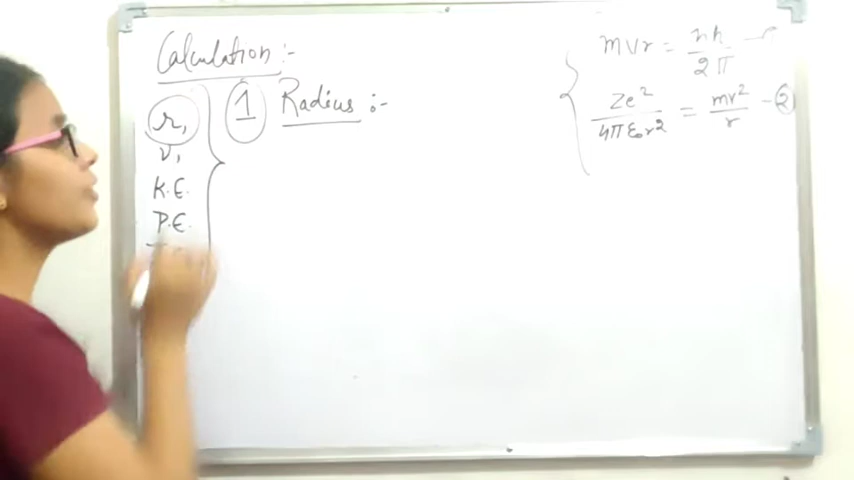 Calculation :-
r,
v,
K.E.
P.E.
1 Radius :-
mvr = nh/2π
Ze²/4πε₀r² = mv²/r - 2